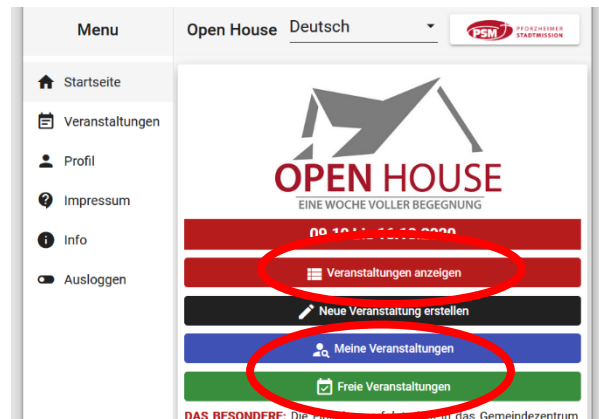 Menu
Open House
Deutsch
PSM PFORZHEIMER
STADTMISSION
Startseite
Veranstaltungen
Profil
Impressum
Info
Ausloggen
OPEN HOUSE
EINE WOCHE VOLLER BEGEGNUNG
Veranstaltungen anzeigen
Neue Veranstaltung erstellen
Meine Veranstaltungen
Freie Veranstaltungen
DAS BESONDERE: Die in das Gemeindezentrum